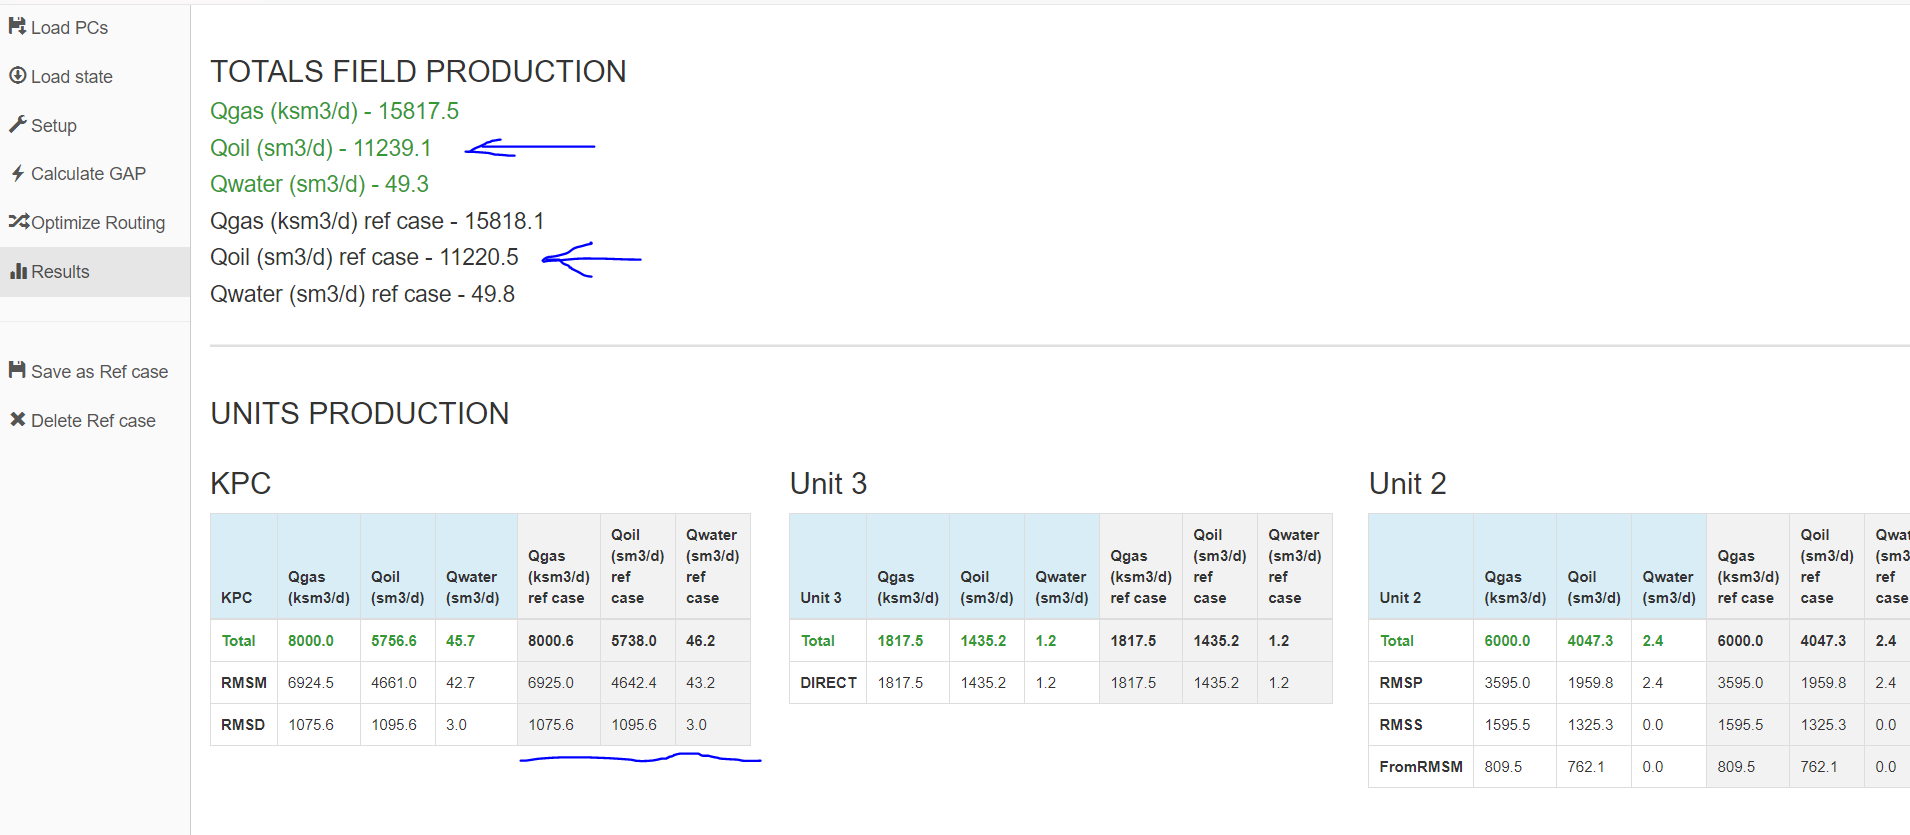 Load PCs
Load state
Setup
Calculate GAP
Optimize Routing
Results
Save as Ref case
Delete Ref case
TOTALS FIELD PRODUCTION
Qgas (ksm3/d) - 15817.5
Qoil (sm3/d) - 11239.1
Qwater (sm3/d) - 49.3
Qgas (ksm3/d) ref case - 15818.1
Qoil (sm3/d) ref case - 11220.5
Qwater (sm3/d) ref case - 49.8
UNITS PRODUCTION
KPC
KPC Qgas (ksm3/d) Qoil (sm3/d) Qwater (sm3/d) Qgas (ksm3/d) ref case Qoil (sm3/d) ref case Qwater (sm3/d) ref case
Total 8000.0 5756.6 45.7 8000.6 5738.0 46.2
RMSM 6924.5 4661.0 42.7 6925.0 4642.4 43.2
RMSD 1075.6 1095.6 3.0 1075.6 1095.6 3.0
Unit 3
Unit 3 Qgas (ksm3/d) Qoil (sm3/d) Qwater (sm3/d) Qgas (ksm3/d) ref case Qoil (sm3/d) ref case Qwater (sm3/d) ref case
Total 1817.5 1435.2 1.2 1817.5 1435.2 1.2
DIRECT 1817.5 1435.2 1.2 1817.5 1435.2 1.2
Unit 2
Unit 2 Qgas (ksm3/d) Qoil (sm3/d) Qwater (sm3/d) Qgas (ksm3/d) ref case Qoil (sm3/d) ref case Qwat (sm3 ref case
Total 6000.0 4047.3 2.4 6000.0 4047.3 2.4
RMSP 3595.0 1959.8 2.4 3595.0 1959.8 2.4
RMSS 1595.5 1325.3 0.0 1595.5 1325.3 0.0
FromRMSM 809.5 762.1 0.0 809.5 762.1 0.0